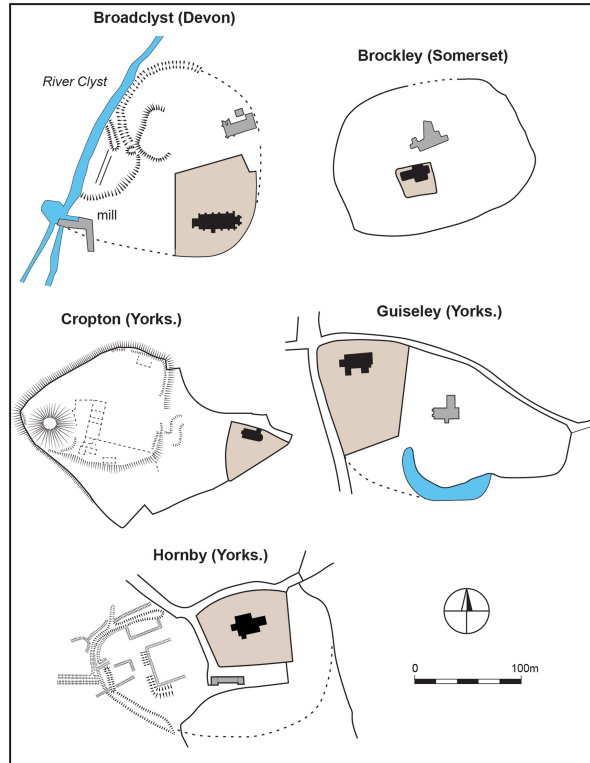 Broadclyst (Devon)
River Clyst
mill
Brockley (Somerset)
Cropton (Yorks.)
Guiseley (Yorks.)
Hornby (Yorks.)
0 100m